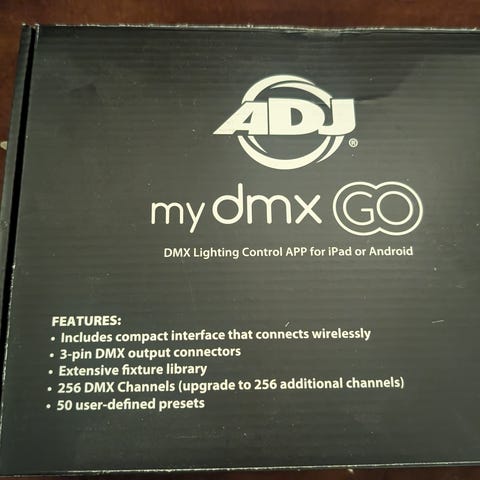 ADJ®
my dmx GO
DMX Lighting Control APP for iPad or Android
FEATURES:
• Includes compact interface that connects wirelessly
• 3-pin DMX output connectors
• Extensive fixture library
• 256 DMX Channels (upgrade to 256 additional channels)
• 50 user-defined presets